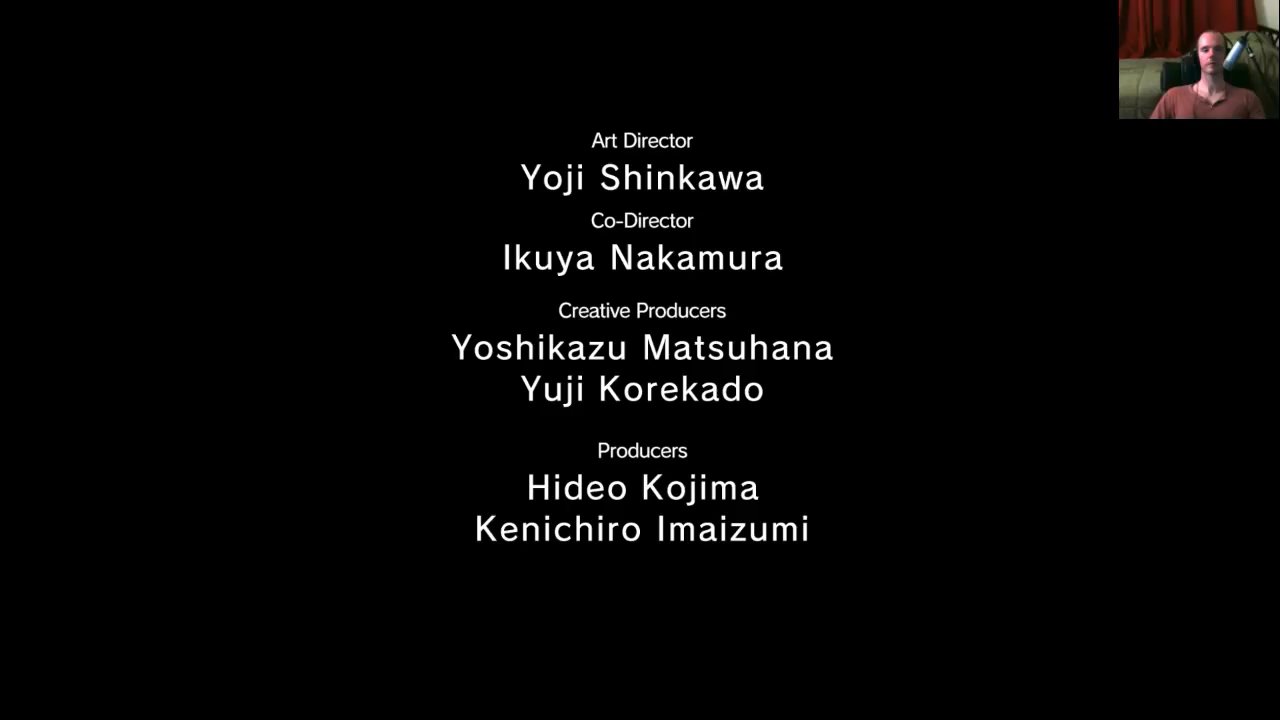 Art Director
Yoji Shinkawa
Co-Director
Ikuya Nakamura
Creative Producers
Yoshikazu Matsuhana
Yuji Korekado
Producers
Hideo Kojima
Kenichiro Imaizumi